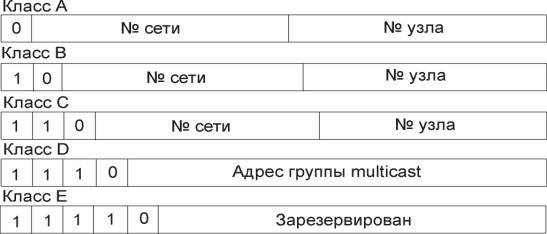 Класс A
0 № сети № узла
Класс B
1 0 № сети № узла
Класс C
1 1 0 № сети № узла
Класс D
1 1 1 0 Адрес группы multicast
Класс E
1 1 1 1 0 Зарезервирован